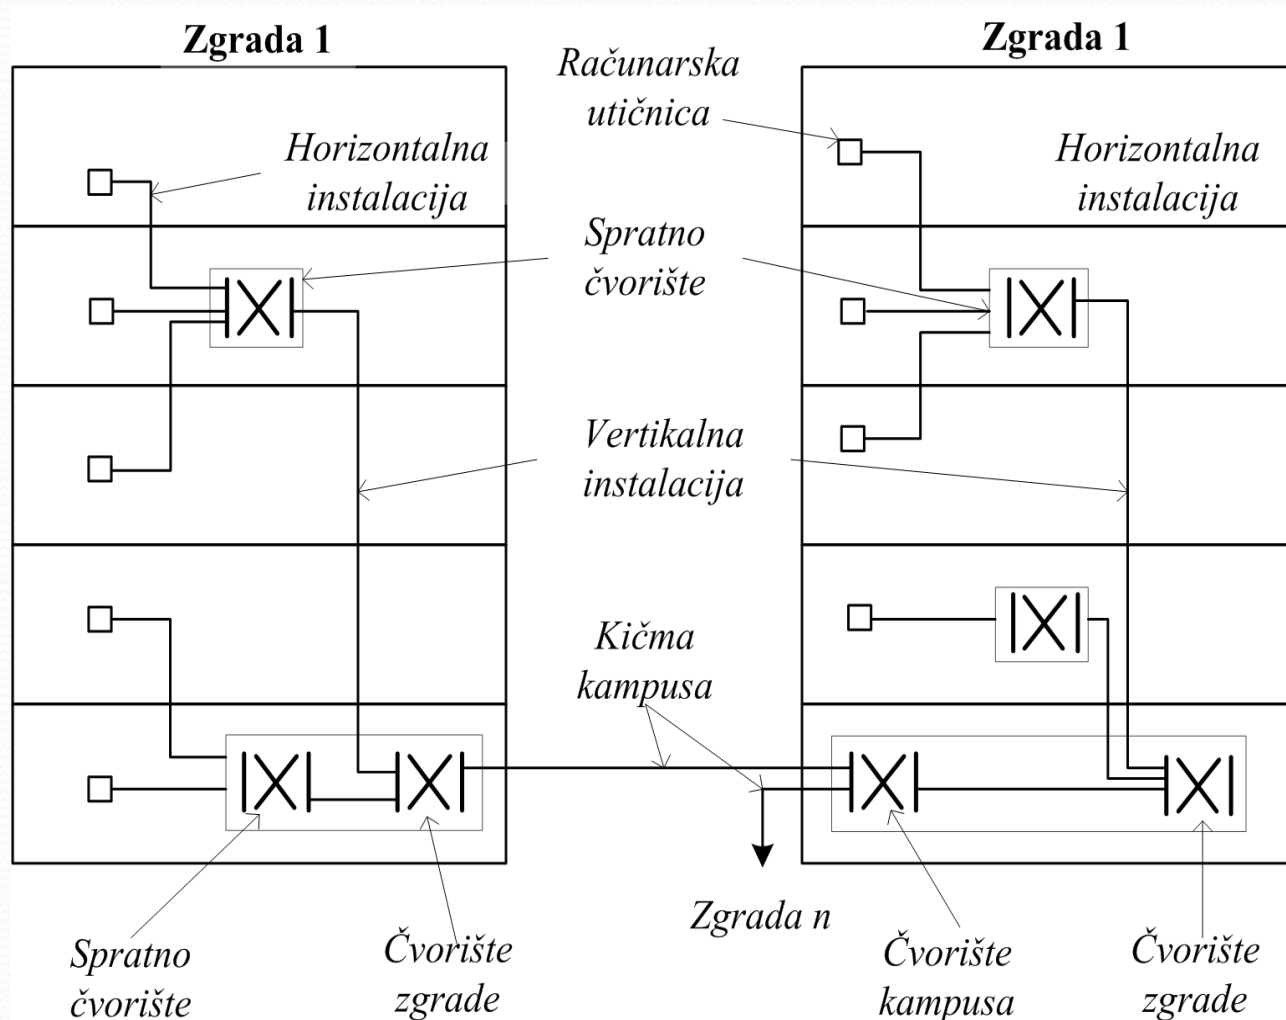 Zgrada 1
Zgrada 1
Računarska
utičnica
Horizontalna
instalacija
Horizontalna
instalacija
Spratno
čvorište
Vertikalna
instalacija
Kičma
kampusa
Zgrada n
Spratno
čvorište
Čvorište
zgrade
Čvorište
kampusa
Čvorište
zgrade